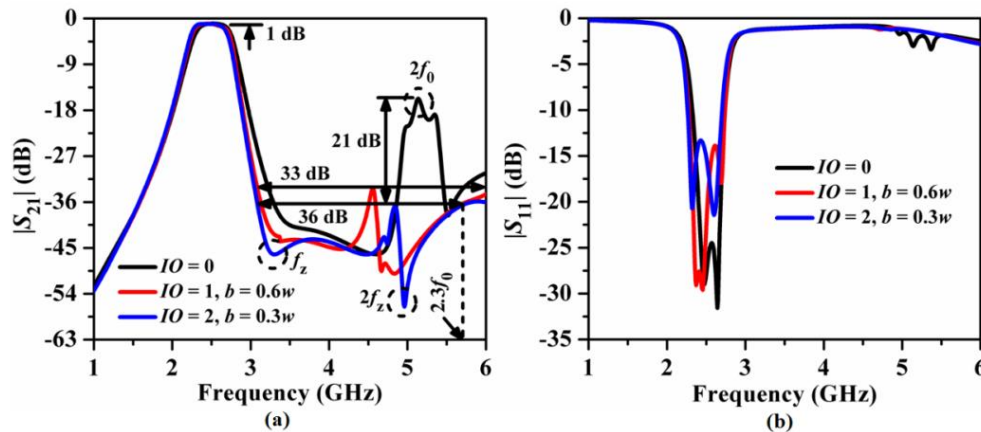 0
-9
-18
-27
-36
-45
-54
-63
|S₂₁| (dB)
1 dB
2f₀
21 dB
33 dB
36 dB
f_z
2f_z
2.3f₀
IO = 0
IO = 1, b = 0.6w
IO = 2, b = 0.3w
1 2 3 4 5 6
Frequency (GHz)
(a)
0
-5
-10
-15
-20
-25
-30
-35
|S₁₁| (dB)
IO = 0
IO = 1, b = 0.6w
IO = 2, b = 0.3w
1 2 3 4 5 6
Frequency (GHz)
(b)